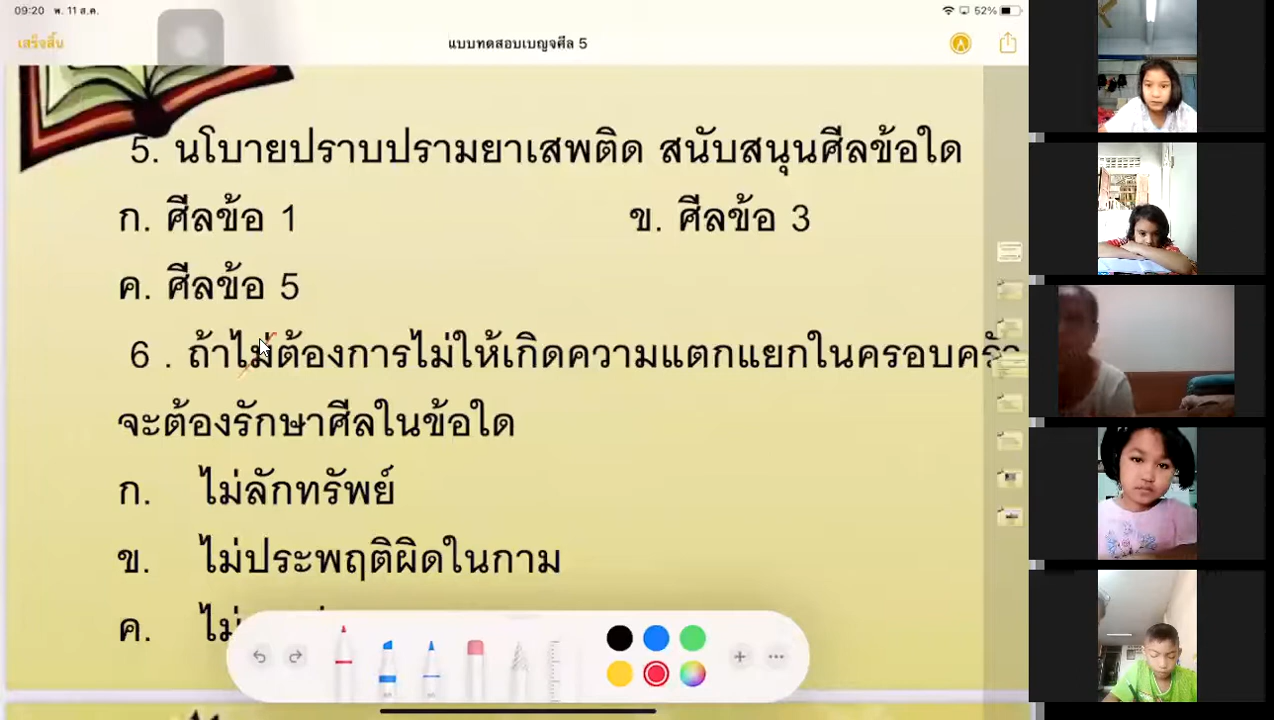 09:20 พ. 11 ส.ค.
52%
เสร็จสิ้น
แบบทดสอบเบญจศีล 5
5. นโบายปราบปรามยาเสพติด สนับสนุนศีลข้อใด
ก. ศีลข้อ 1 ข. ศีลข้อ 3
ค. ศีลข้อ 5
6 . ถ้าไม่ต้องการไม่ให้เกิดความแตกแยกในครอบครัว
จะต้องรักษาศีลในข้อใด
ก. ไม่ลักทรัพย์
ข. ไม่ประพฤติผิดในกาม
ค. ไม่